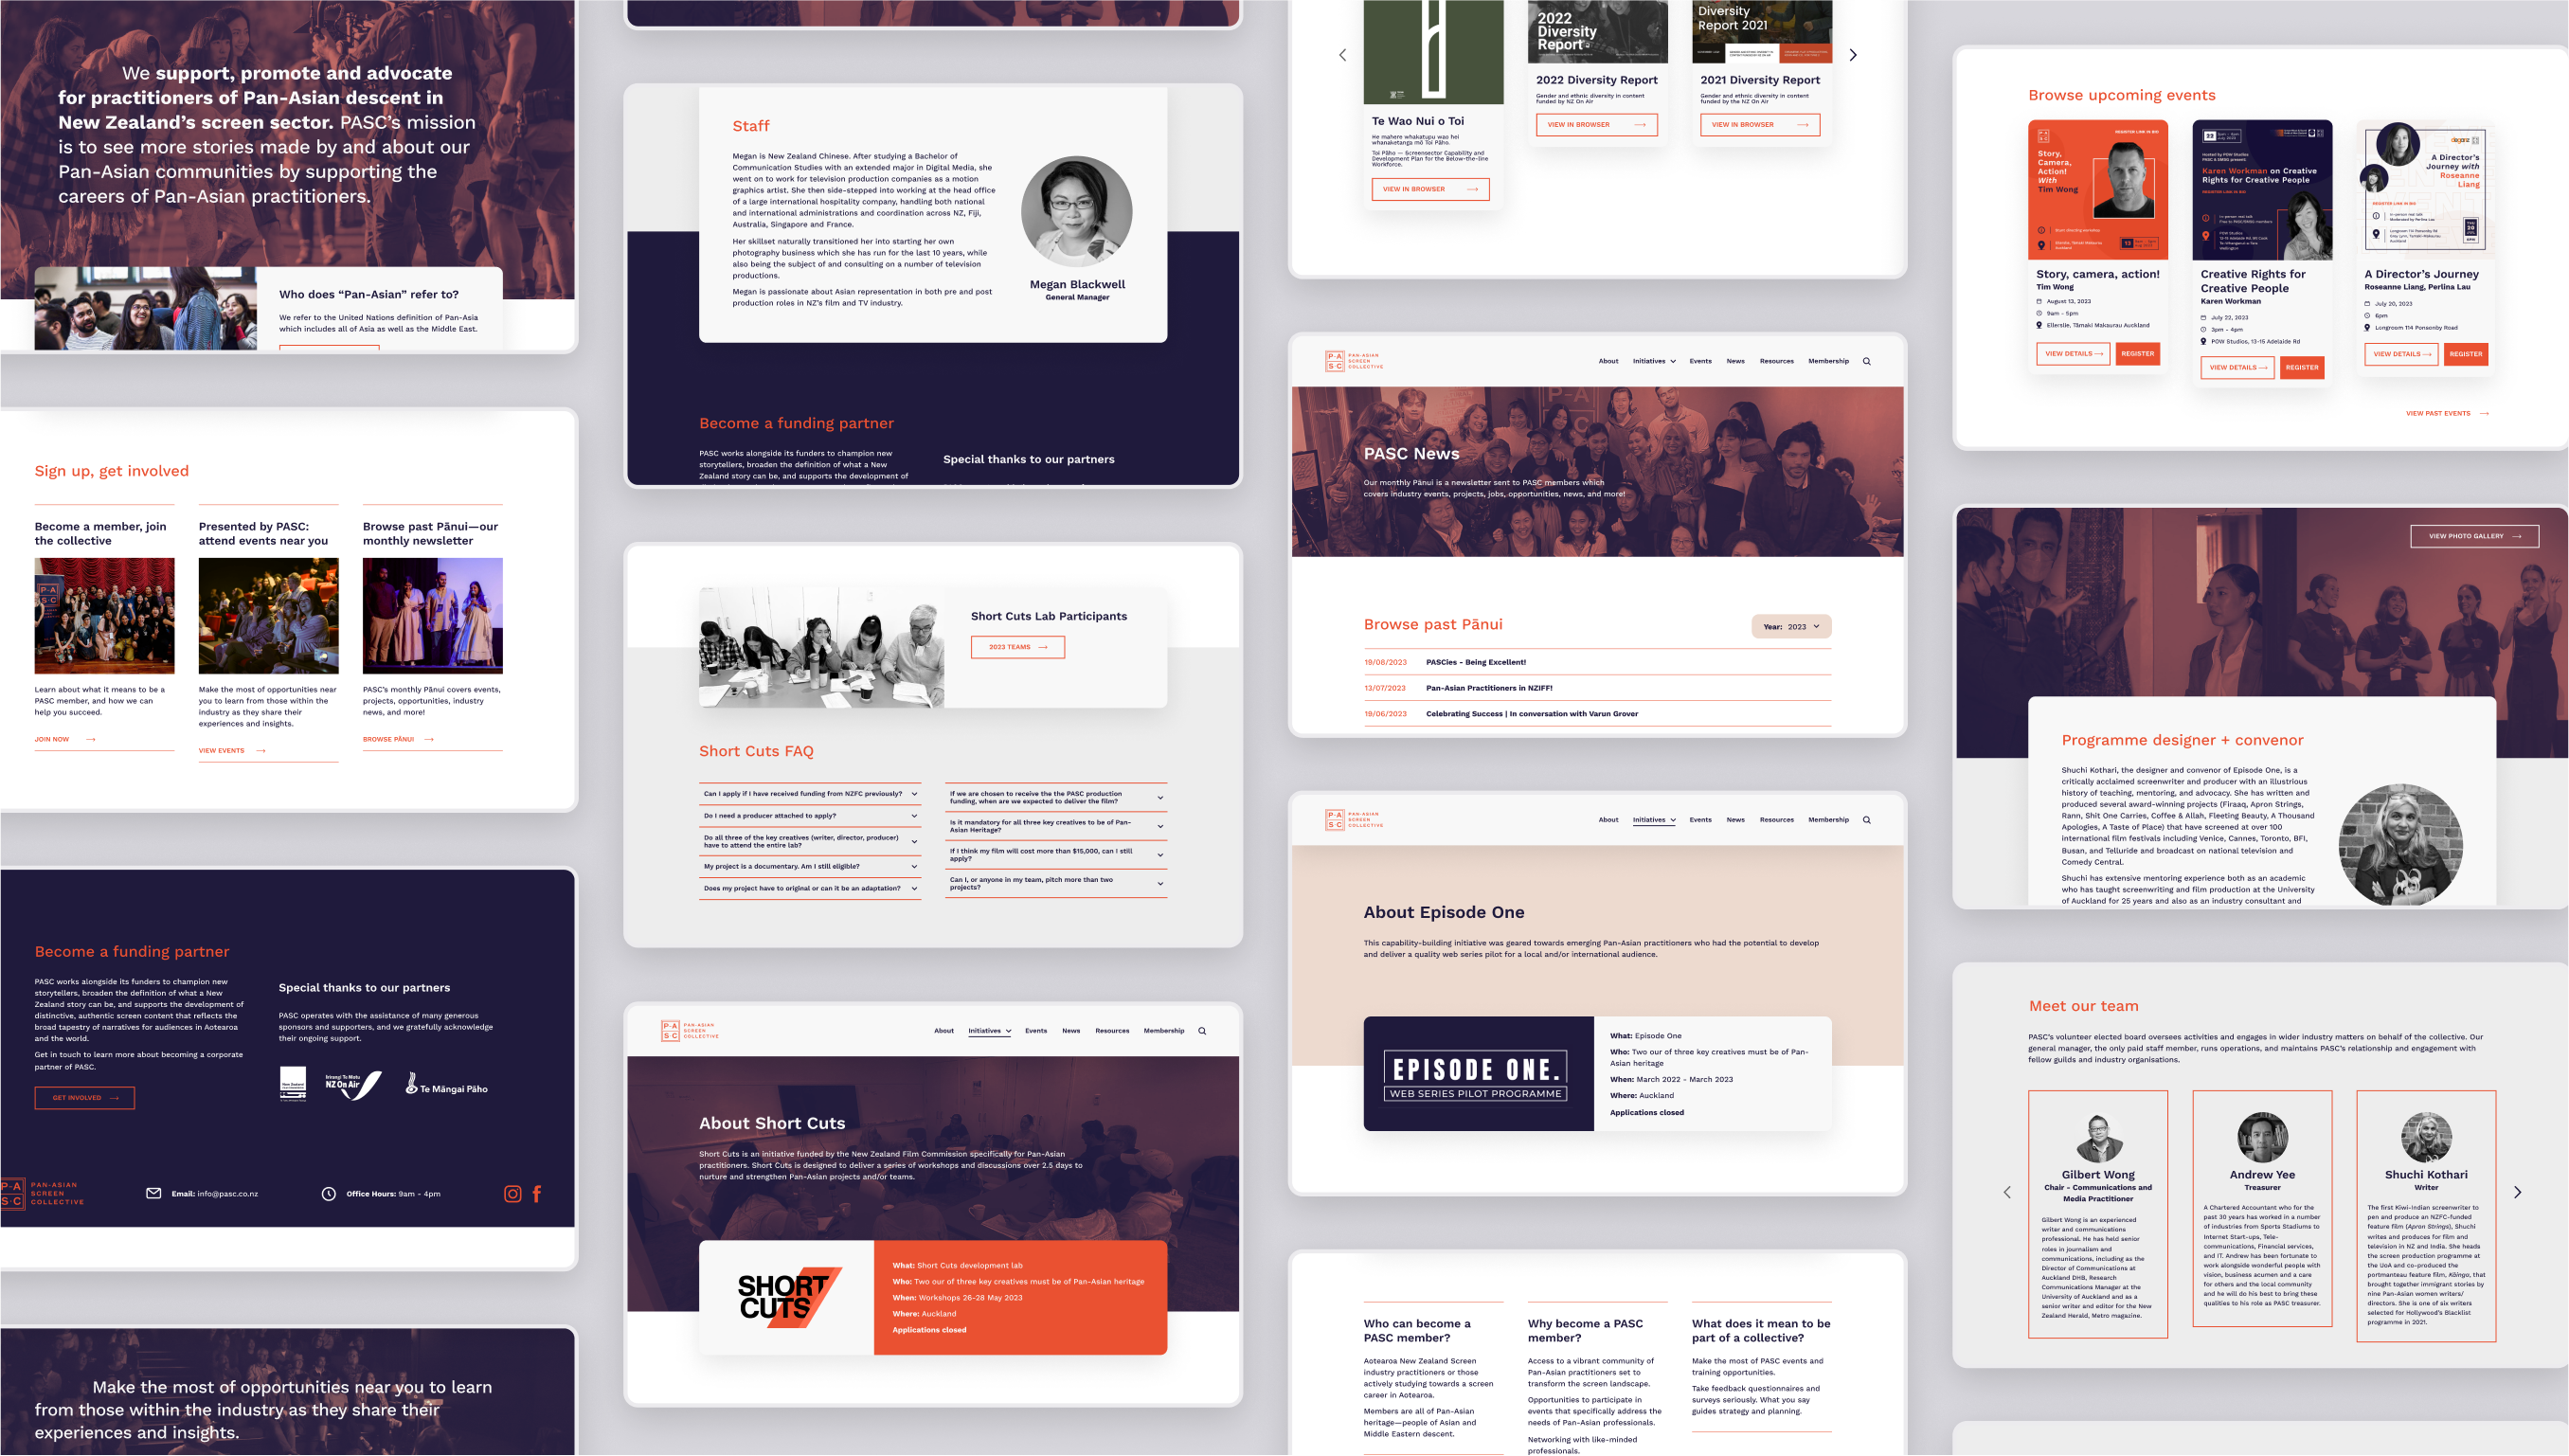 We support, promote and advocate
for practitioners of Pan-Asian descent in
New Zealand's screen sector. PASC's mission
is to see more stories made by and about our
Pan-Asian communities by supporting the
careers of Pan-Asian practitioners.
Who does “Pan-Asian” refer to?
We refer to the United Nations definition of Pan-Asia
which includes all of Asia as well as the Middle East.
Sign up, get involved
Become a member, join
the collective
Learn about what it means to be a
PASC member, and how we can
help you succeed.
JOIN NOW
Presented by PASC:
attend events near you
Make the most of opportunities near
you to learn from those within the
industry as they share their
experiences and insights.
VIEW EVENTS
Browse past Pānui—our
monthly newsletter
PASC's monthly Pānui covers events,
projects, opportunities, industry
news, and more!
BROWSE PĀNUI
Become a funding partner
PASC works alongside its funders to champion new
storytellers, broaden the definition of what a New
Zealand story can be, and supports the development of
distinctive, authentic screen content that reflects the
broad tapestry of narratives for audiences in Aotearoa
and the world.
Get in touch to learn more about becoming a corporate
partner of PASC.
GET INVOLVED
Special thanks to our partners
PASC operates with the assistance of many generous
sponsors and supporters, and we gratefully acknowledge
their ongoing support.
NZ On Air
Te Māngai Pāho
P-A
S-C
PAN-ASIAN
SCREEN
COLLECTIVE
Email: info@pasc.co.nz
Office Hours: 9am - 4pm
Make the most of opportunities near you to learn
from those within the industry as they share their
experiences and insights.
Staff
Megan is New Zealand Chinese. After studying a Bachelor of
Communication Studies with an extended major in Digital Media, she
went on to work for television production companies as a motion
graphics artist. She then side-stepped into working at the head office
of a large international hospitality company, handling both national
and international administrations and coordination across NZ, Fiji,
Australia, Singapore and France.
Her skillset naturally transitioned her into starting her own
photography business which she has run for the last 10 years, while
also being the subject of and consulting on a number of television
productions.
Megan is passionate about Asian representation in both pre and post
production roles in NZ's film and TV industry.
Megan Blackwell
General Manager
Become a funding partner
PASC works alongside its funders to champion new
storytellers, broaden the definition of what a New
Zealand story can be, and supports the development of
Special thanks to our partners
Short Cuts Lab Participants
2023 TEAMS
Short Cuts FAQ
Can I apply if I have received funding from NZFC previously?
Do I need a producer attached to apply?
Do all three of the key creatives (writer, director, producer)
have to attend the entire lab?
My project is a documentary. Am I still eligible?
Does my project have to original or can it be an adaptation?
If we are chosen to receive the the PASC production
funding, when are we expected to deliver the film?
Is it mandatory for all three key creatives to be of Pan-
Asian Heritage?
If I think my film will cost more than $15,000, can I still
apply?
Can I, or anyone in my team, pitch more than two
projects?
P-A
S-C
PAN-ASIAN
SCREEN
COLLECTIVE
About Initiatives Events News Resources Membership
About Short Cuts
Short Cuts is an initiative funded by the New Zealand Film Commission specifically for Pan-Asian
practitioners. Short Cuts is designed to deliver a series of workshops and discussions over 2.5 days to
nurture and strengthen Pan-Asian projects and/or teams.
SHORT
CUTS
What: Short Cuts development lab
Who: Two our of three key creatives must be of Pan-Asian heritage
When: Workshops 26-28 May 2023
Where: Auckland
Applications closed
Te Wao Nui o Toi
He mahere whakatupu wao hei
whanaketanga mō Toi Pāho.
Toi Pāho — Screensector Capability and
Development Plan for the Below-the-line
Workforce.
VIEW IN BROWSER
2022
Diversity
Report
2022 Diversity Report
Gender and ethnic diversity in content
funded by NZ On Air
VIEW IN BROWSER
Diversity
Report 2021
2021 Diversity Report
Gender and ethnic diversity in content
funded by the NZ On Air
VIEW IN BROWSER
P-A
S-C
PAN-ASIAN
SCREEN
COLLECTIVE
About Initiatives Events News Resources Membership
PASC News
Our monthly Pānui is a newsletter sent to PASC members which
covers industry events, projects, jobs, opportunities, news, and more!
Browse past Pānui
Year: 2023
19/08/2023 PASCies - Being Excellent!
13/07/2023 Pan-Asian Practitioners in NZIFF!
19/06/2023 Celebrating Success | In conversation with Varun Grover
P-A
S-C
PAN-ASIAN
SCREEN
COLLECTIVE
About Initiatives Events News Resources Membership
About Episode One
This capability-building initiative was geared towards emerging Pan-Asian practitioners who had the potential to develop
and deliver a quality web series pilot for a local and/or international audience.
EPISODE ONE.
WEB SERIES PILOT PROGRAMME
What: Episode One
Who: Two our of three key creatives must be of Pan-
Asian heritage
When: March 2022 - March 2023
Where: Auckland
Applications closed
Who can become a
PASC member?
Aotearoa New Zealand Screen
industry practitioners or those
actively studying towards a screen
career in Aotearoa.
Members are all of Pan-Asian
heritage—people of Asian and
Middle Eastern descent.
Why become a PASC
member?
Access to a vibrant community of
Pan-Asian practitioners set to
transform the screen landscape.
Opportunities to participate in
events that specifically address the
needs of Pan-Asian professionals.
Networking with like-minded
professionals.
What does it mean to be
part of a collective?
Make the most of PASC events and
training opportunities.
Take feedback questionnaires and
surveys seriously. What you say
guides strategy and planning.
Browse upcoming events
REGISTER LINK IN BIO
Story,
Camera,
Action!
With
Tim Wong
Story, camera, action!
Tim Wong
August 13, 2023
9am - 5pm
Ellerslie, Tāmaki Makaurau Auckland
VIEW DETAILS
REGISTER
Karen Workman on Creative
Rights for Creative People
REGISTER LINK IN BIO
Creative Rights for
Creative People
Karen Workman
July 22, 2023
3pm - 4pm
POW Studios, 13-15 Adelaide Rd
VIEW DETAILS
REGISTER
A Director's
Journey with
Roseanne
Liang
REGISTER LINK IN BIO
A Director's Journey
Roseanne Liang, Perlina Lau
July 20, 2023
6pm
Longroom 114 Ponsonby Road
VIEW DETAILS
REGISTER
VIEW PAST EVENTS
VIEW PHOTO GALLERY
Programme designer + convenor
Shuchi Kothari, the designer and convenor of Episode One, is a
critically acclaimed screenwriter and producer with an illustrious
history of teaching, mentoring, and advocacy. She has written and
produced several award-winning projects (Firaaq, Apron Strings,
Rann, Shit One Carries, Coffee & Allah, Fleeting Beauty, A Thousand
Apologies, A Taste of Place) that have screened at over 100
international film festivals including Venice, Cannes, Toronto, BFI,
Busan, and Telluride and broadcast on national television and
Comedy Central.
Shuchi has extensive mentoring experience both as an academic
who has taught screenwriting and film production at the University
of Auckland for 25 years and also as an industry consultant and
Meet our team
PASC's volunteer elected board oversees activities and engages in wider industry matters on behalf of the collective. Our
general manager, the only paid staff member, runs operations, and maintains PASC's relationship and engagement with
fellow guilds and industry organisations.
Gilbert Wong
Chair - Communications and
Media Practitioner
Gilbert Wong is an experienced
writer and communications
professional. He has held senior
roles in journalism and
communications, including as the
Director of Communications at
Auckland DHB, Research
Communications Manager at the
University of Auckland and as a
senior writer and editor for the New
Zealand Herald, Metro magazine.
Andrew Yee
Treasurer
A Chartered Accountant who for the
past 30 years has worked in a number
of industries from Sports Stadiums to
Internet Start-ups, Tele-
communications, Financial services,
and IT. Andrew has been fortunate to
work alongside wonderful people with
vision, business acumen and a care
for others and the local community
and he will do his best to bring these
qualities to his role as PASC treasurer.
Shuchi Kothari
Writer
The first Kiwi-Indian screenwriter to
pen and produce an NZFC-funded
feature film (Apron Strings), Shuchi
writes and produces for film and
television in NZ and India. She heads
the screen production programme at
the UoA and co-produced the
portmanteau feature film, Kāinga, that
brought together immigrant stories by
nine Pan-Asian women writers/
directors. She is one of six writers
selected for Hollywood's Blacklist
programme in 2021.